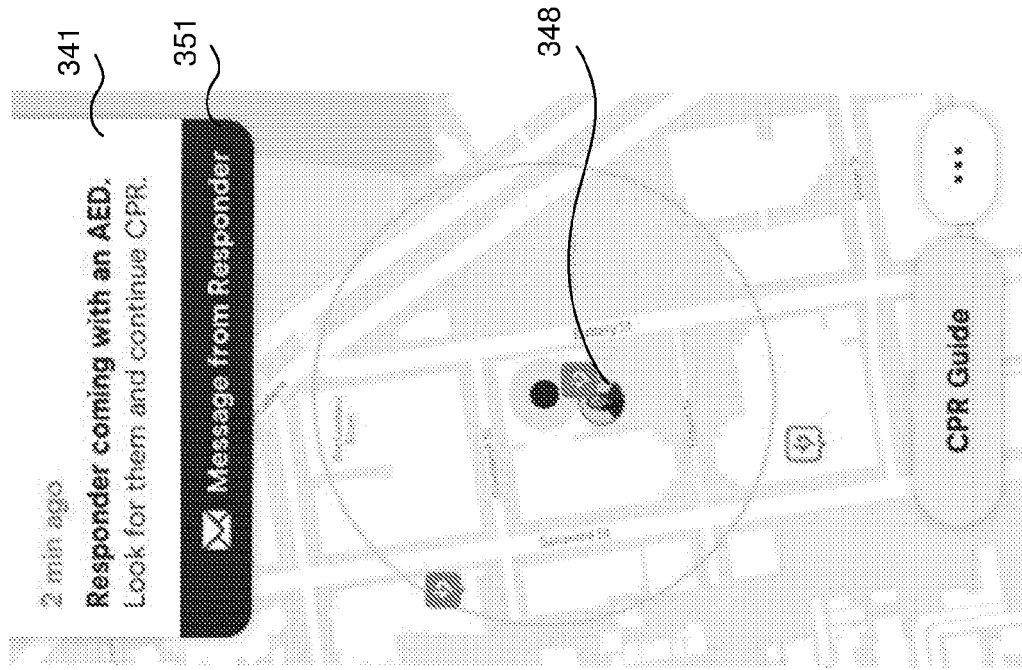 2 min ago
Responder coming with an AED.
Look for them and continue CPR.
Message from Responder
CPR Guide
•••
341
351
348